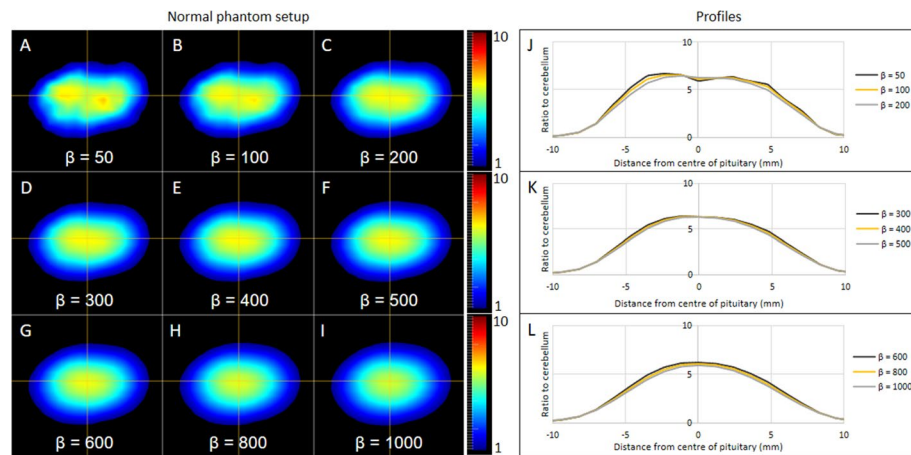 Normal phantom setup
Profiles
A
B
C
β = 50
β = 100
β = 200
10
1
D
E
F
β = 300
β = 400
β = 500
10
1
G
H
I
β = 600
β = 800
β = 1000
10
1
J
Ratio to cerebellum
10
5
0
-10
-5
0
5
10
Distance from centre of pituitary (mm)
β = 50
β = 100
β = 200
K
Ratio to cerebellum
10
5
0
-10
-5
0
5
10
Distance from centre of pituitary (mm)
β = 300
β = 400
β = 500
L
Ratio to cerebellum
10
5
0
-10
-5
0
5
10
Distance from centre of pituitary (mm)
β = 600
β = 800
β = 1000